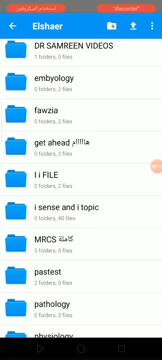 "iRecorder"
Elshaer
DR SAMREEN VIDEOS
1 folders, 0 files
embyology
0 folders, 2 files
fawzia
0 folders, 2 files
get ahead هاااااام
0 folders, 2 files
I i FILE
0 folders, 2 files
i sense and i topic
0 folders, 40 files
MRCS كاملة
5 folders, 0 files
pastest
2 folders, 0 files
pathology
0 folders, 3 files
physiology